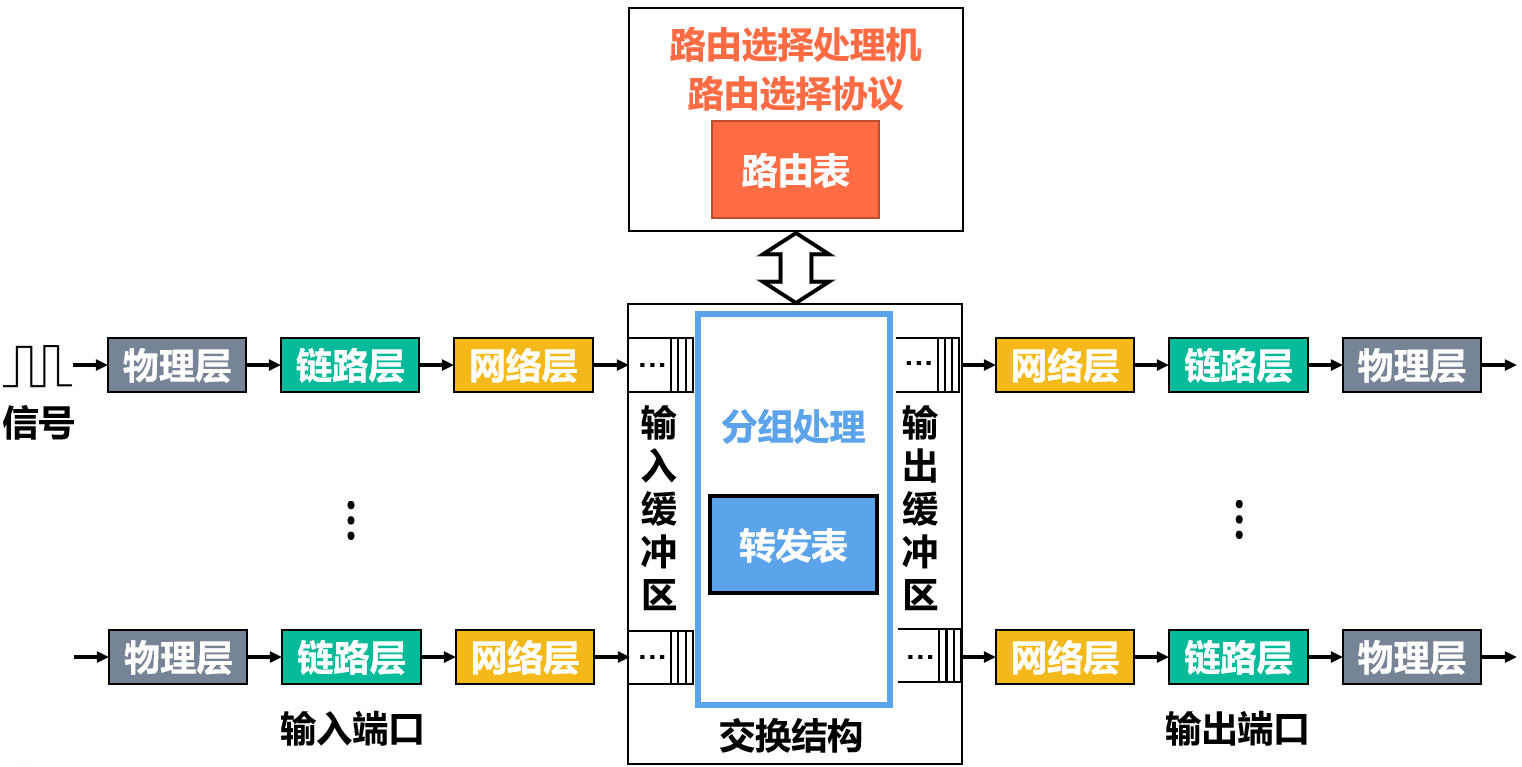 路由选择处理机
路由选择协议
路由表
物理层
链路层
网络层
…
…
网络层
链路层
物理层
信号
输入缓冲区
分组处理
转发表
输出缓冲区
⋮
⋮
物理层
链路层
网络层
…
…
网络层
链路层
物理层
输入端口
交换结构
输出端口